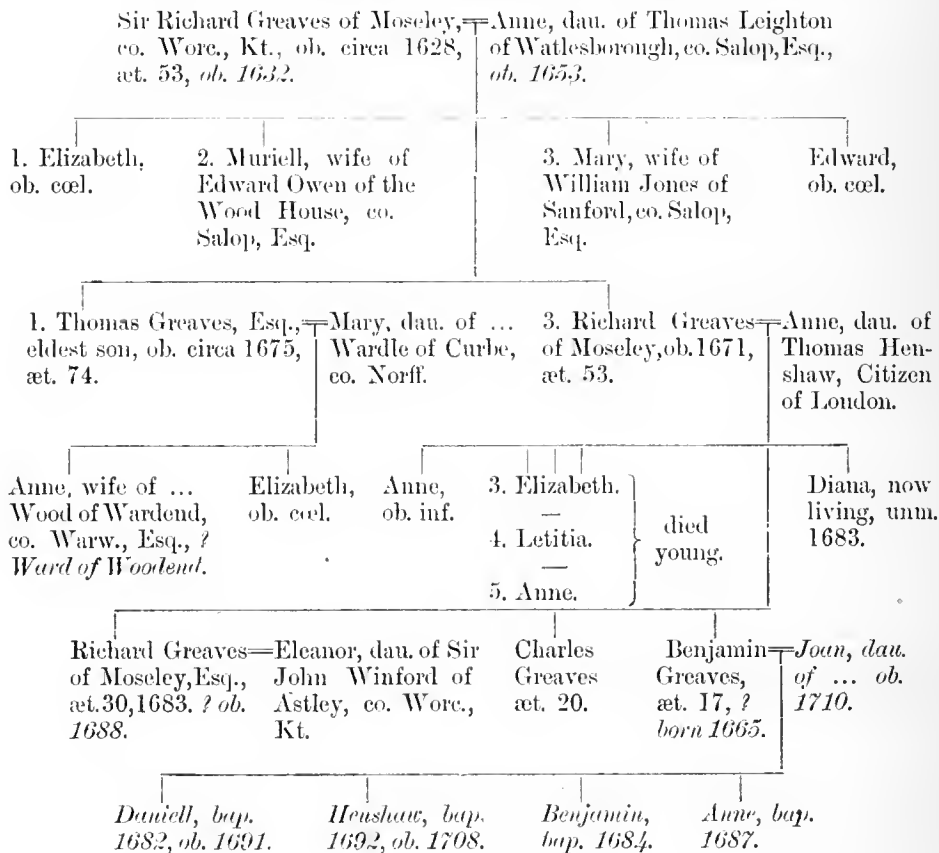 Sir Richard Greaves of Moseley,
co. Worc., Kt., ob. circa 1628,
æt. 53, ob. 1632.
Anne, dau. of Thomas Leighton
of Watlesborough, co. Salop, Esq.,
ob. 1653.
1. Elizabeth,
ob. cœl.
2. Muriell, wife of
Edward Owen of the
Wood House, co.
Salop, Esq.
3. Mary, wife of
William Jones of
Sanford, co. Salop,
Esq.
Edward,
ob. cœl.
1. Thomas Greaves, Esq.,
eldest son, ob. circa 1675,
æt. 74.
Mary, dau. of ...
Wardle of Curbe,
co. Norff.
3. Richard Greaves
of Moseley, ob. 1671,
æt. 53.
Anne, dau. of
Thomas Hen-
shaw, Citizen
of London.
Anne, wife of ...
Wood of Wardend,
co. Warw., Esq., ?
Ward of Woodend.
Elizabeth,
ob. cœl.
Anne,
ob. inf.
3. Elizabeth.
—
4. Letitia.
—
5. Anne.
died
young.
Diana, now
living, unm.
1683.
Richard Greaves
of Moseley, Esq.,
æt. 30, 1683. ? ob.
1688.
Eleanor, dau. of Sir
John Winford of
Astley, co. Worc.,
Kt.
Charles
Greaves
æt. 20.
Benjamin
Greaves,
æt. 17, ?
born 1665.
Joan, dau.
of ... ob.
1710.
Daniell, bap.
1682, ob. 1691.
Henshaw, bap.
1692, ob. 1708.
Benjamin,
bap. 1684.
Anne, bap.
1687.